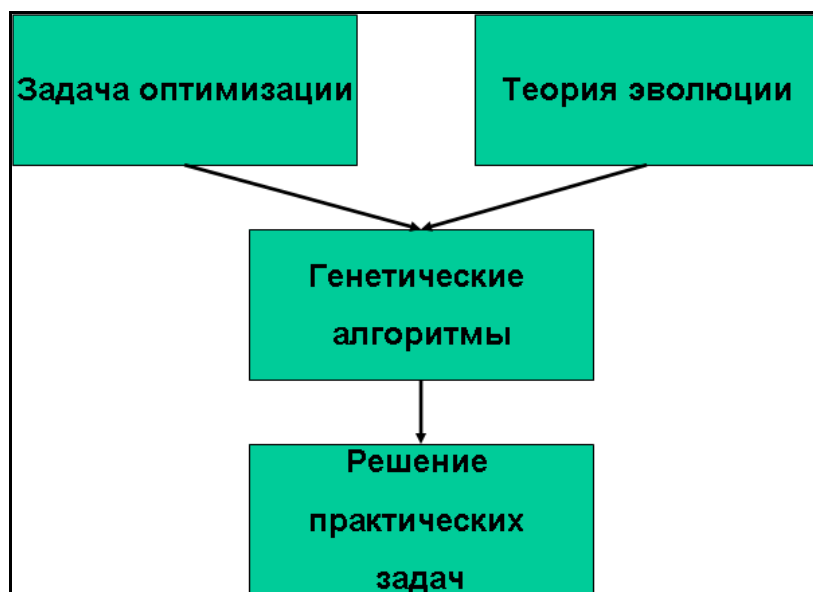 Задача оптимизации
Теория эволюции
Генетические
алгоритмы
Решение
практических
задач